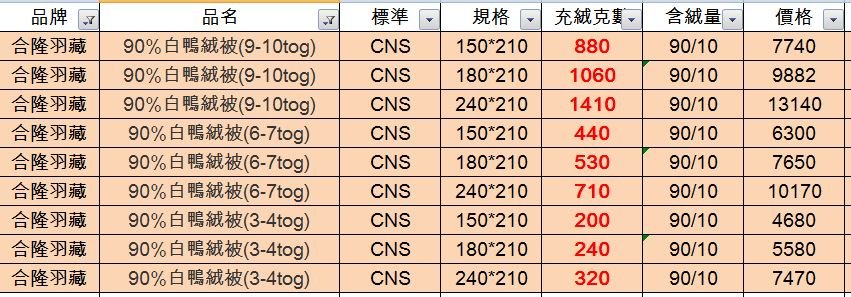 品牌 品名 標準 規格 充絨克數 含絨量 價格
合隆羽藏 90%白鴨絨被(9-10tog) CNS 150*210 880 90/10 7740
合隆羽藏 90%白鴨絨被(9-10tog) CNS 180*210 1060 90/10 9882
合隆羽藏 90%白鴨絨被(9-10tog) CNS 240*210 1410 90/10 13140
合隆羽藏 90%白鴨絨被(6-7tog) CNS 150*210 440 90/10 6300
合隆羽藏 90%白鴨絨被(6-7tog) CNS 180*210 530 90/10 7650
合隆羽藏 90%白鴨絨被(6-7tog) CNS 240*210 710 90/10 10170
合隆羽藏 90%白鴨絨被(3-4tog) CNS 150*210 200 90/10 4680
合隆羽藏 90%白鴨絨被(3-4tog) CNS 180*210 240 90/10 5580
合隆羽藏 90%白鴨絨被(3-4tog) CNS 240*210 320 90/10 7470